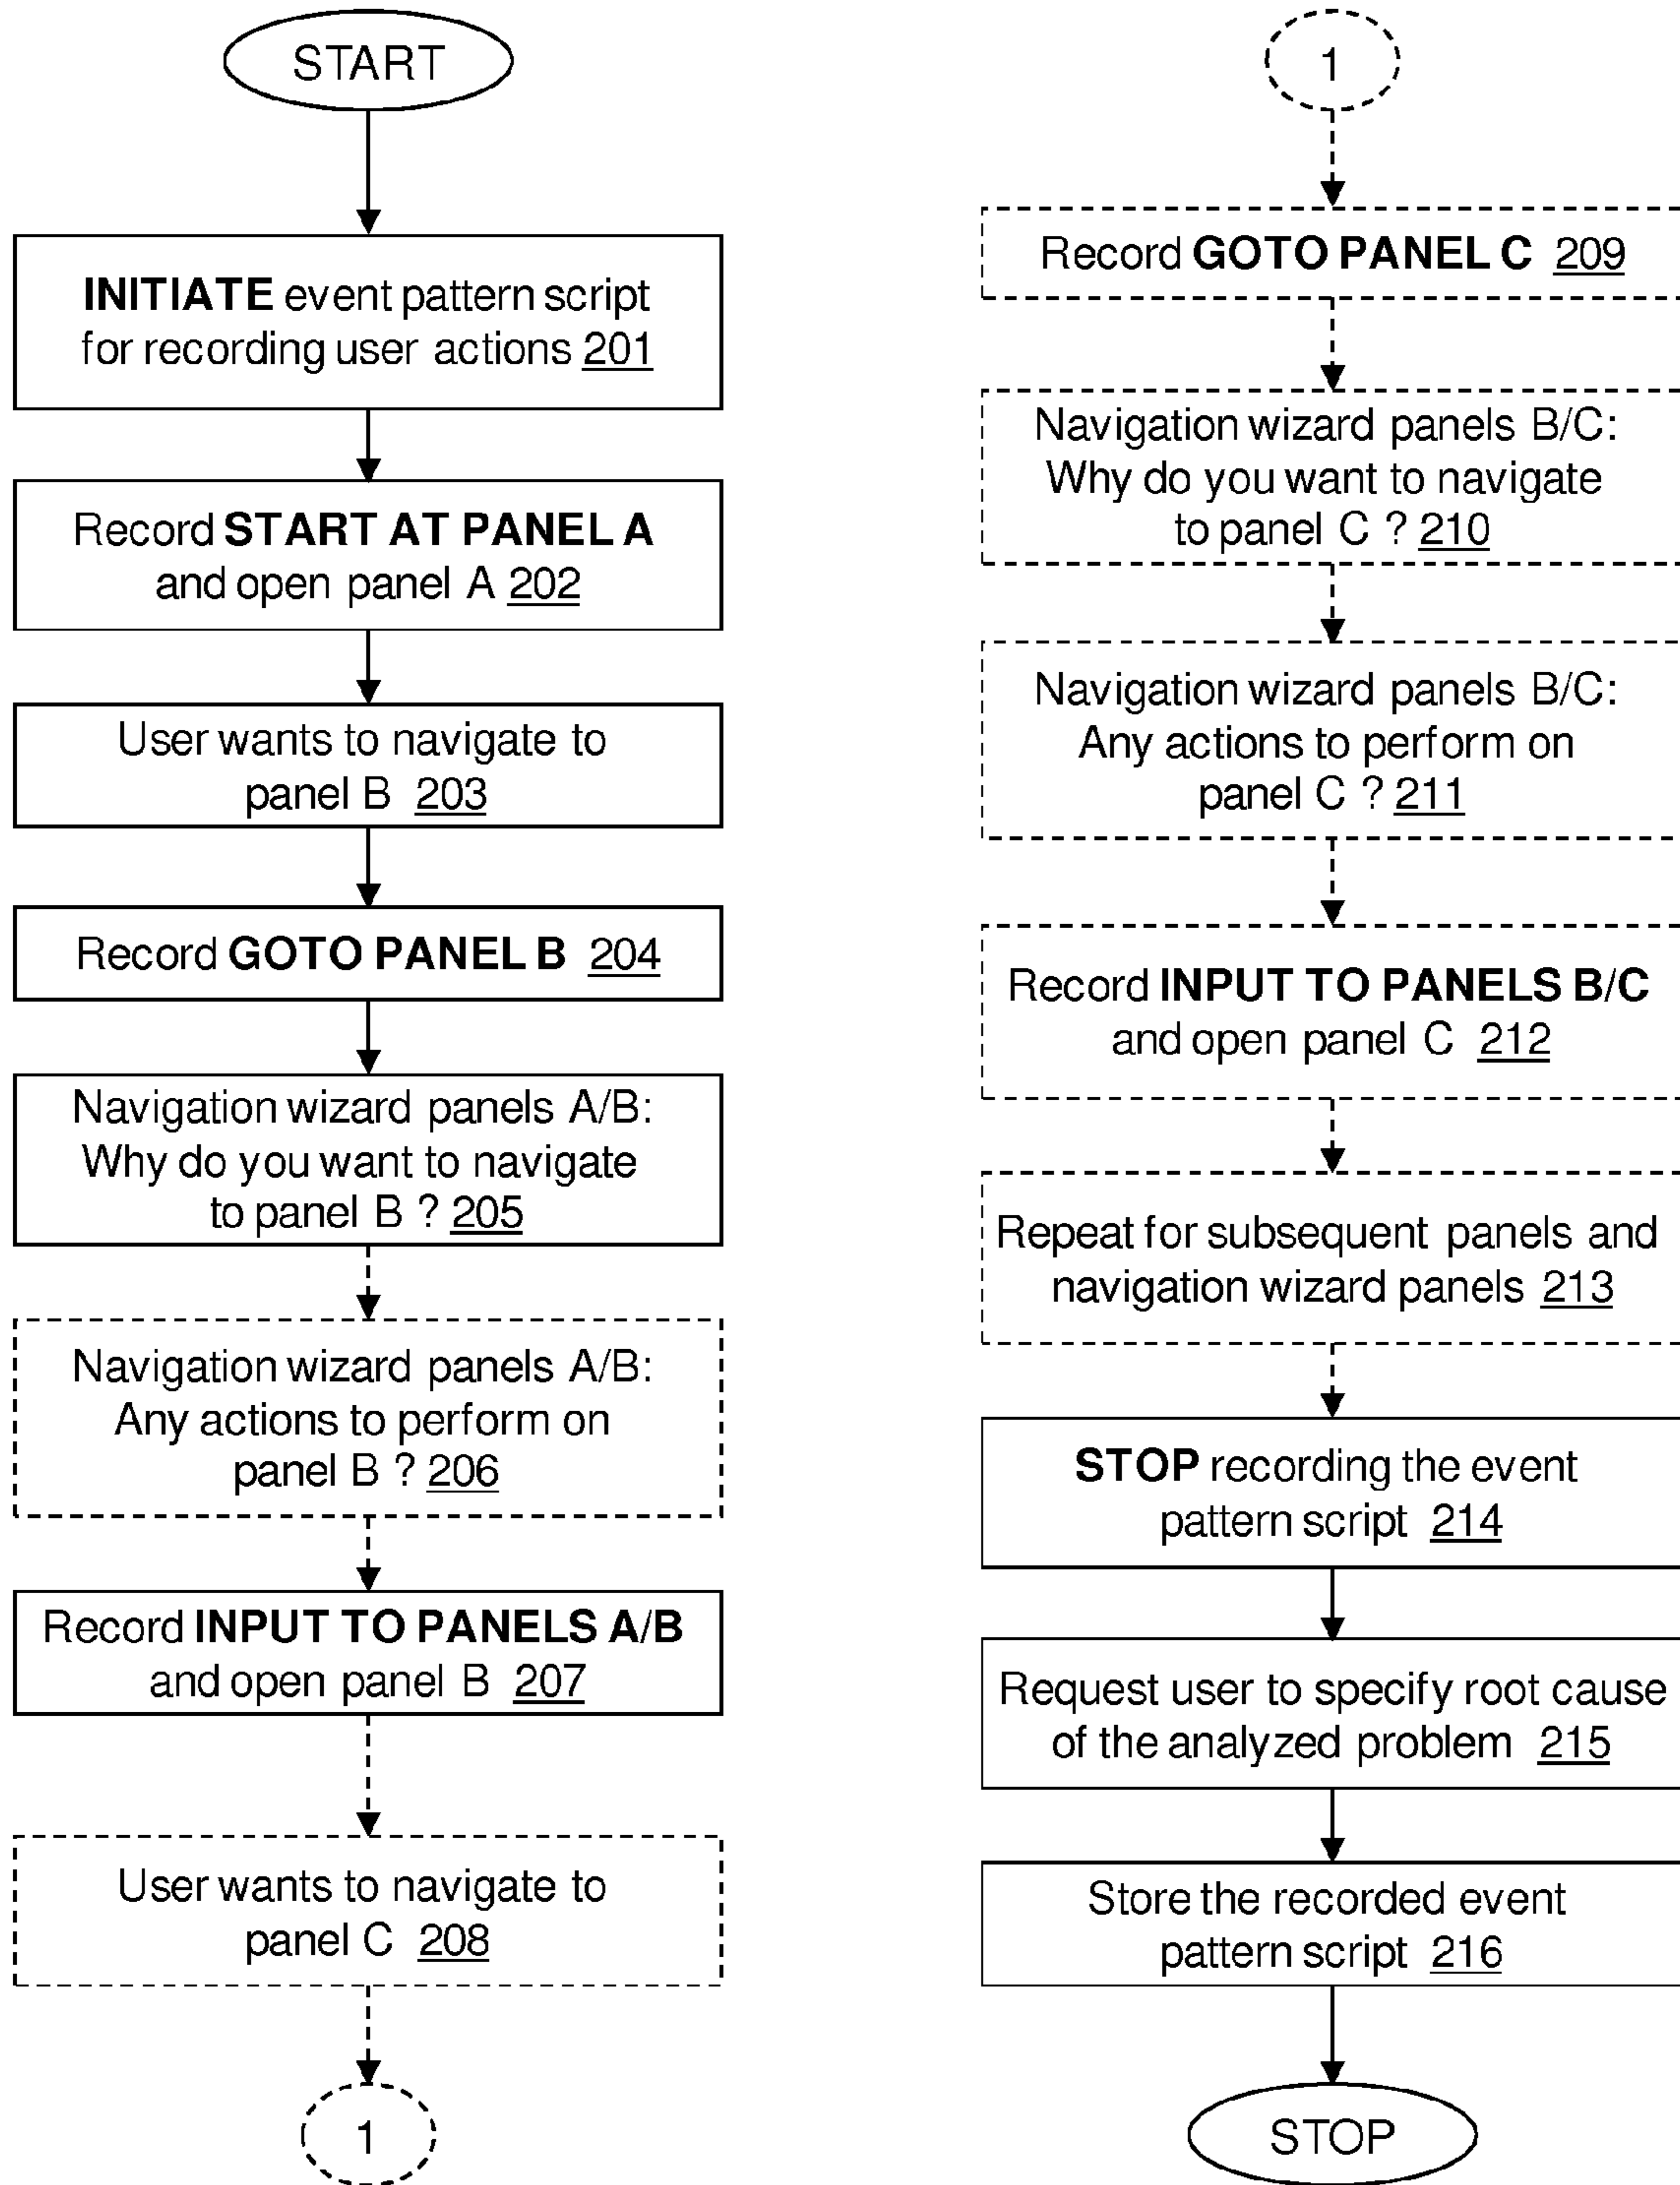 START
INITIATE event pattern script
for recording user actions 201
Record START AT PANEL A
and open panel A 202
User wants to navigate to
panel B 203
Record GOTO PANEL B 204
Navigation wizard panels A/B:
Why do you want to navigate
to panel B ? 205
Navigation wizard panels A/B:
Any actions to perform on
panel B ? 206
Record INPUT TO PANELS A/B
and open panel B 207
User wants to navigate to
panel C 208
1
1
Record GOTO PANEL C 209
Navigation wizard panels B/C:
Why do you want to navigate
to panel C ? 210
Navigation wizard panels B/C:
Any actions to perform on
panel C ? 211
Record INPUT TO PANELS B/C
and open panel C 212
Repeat for subsequent panels and
navigation wizard panels 213
STOP recording the event
pattern script 214
Request user to specify root cause
of the analyzed problem 215
Store the recorded event
pattern script 216
STOP